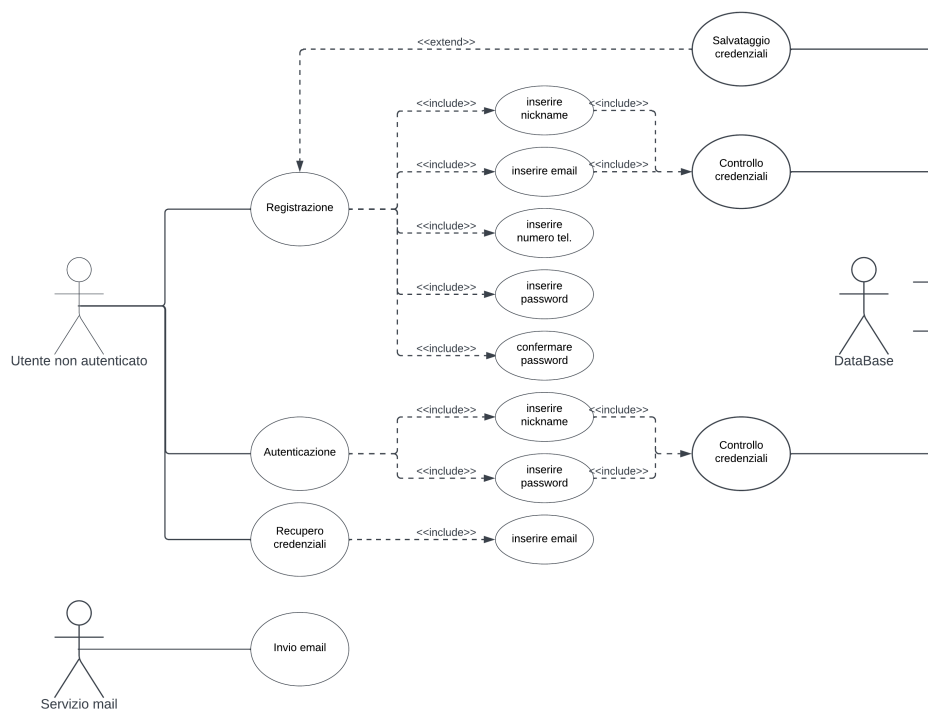 <<extend>>
Salvataggio
credenziali
<<include>>
inserire
nickname
<<include>>
<<include>>
inserire email
<<include>>
Controllo
credenziali
Registrazione
<<include>>
inserire
numero tel.
<<include>>
inserire
password
<<include>>
confermare
password
Utente non autenticato
DataBase
<<include>>
inserire
nickname
<<include>>
Autenticazione
<<include>>
inserire
password
<<include>>
Controllo
credenziali
Recupero
credenziali
<<include>>
inserire email
Invio email
Servizio mail